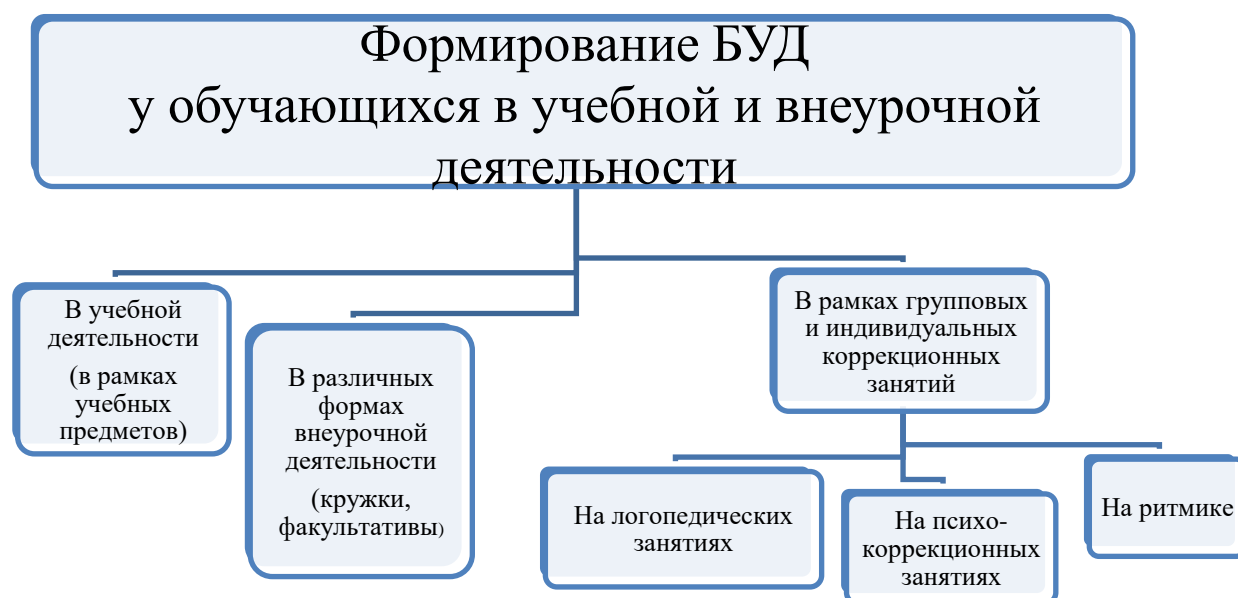 Формирование БУД
у обучающихся в учебной и внеурочной
деятельности
В учебной
деятельности
(в рамках
учебных
предметов)
В различных
формах
внеурочной
деятельности
(кружки,
факультативы)
В рамках групповых
и индивидуальных
коррекционных
занятий
На логопедических
занятиях
На психо-
коррекционных
занятиях
На ритмике